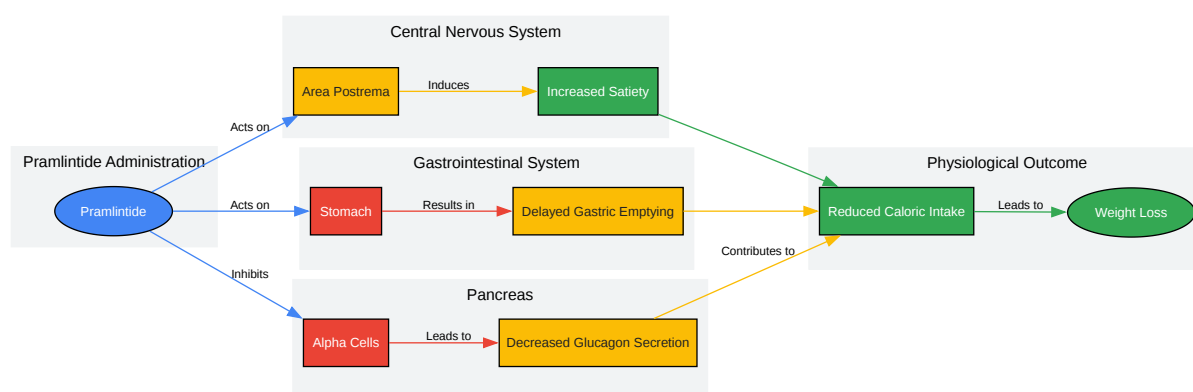 Central Nervous System
Area Postrema
Induces
Increased Satiety
Acts on
Pramlintide Administration
Pramlintide
Acts on
Gastrointestinal System
Stomach
Results in
Delayed Gastric Emptying
Physiological Outcome
Reduced Caloric Intake
Leads to
Weight Loss
Contributes to
Inhibits
Pancreas
Alpha Cells
Leads to
Decreased Glucagon Secretion